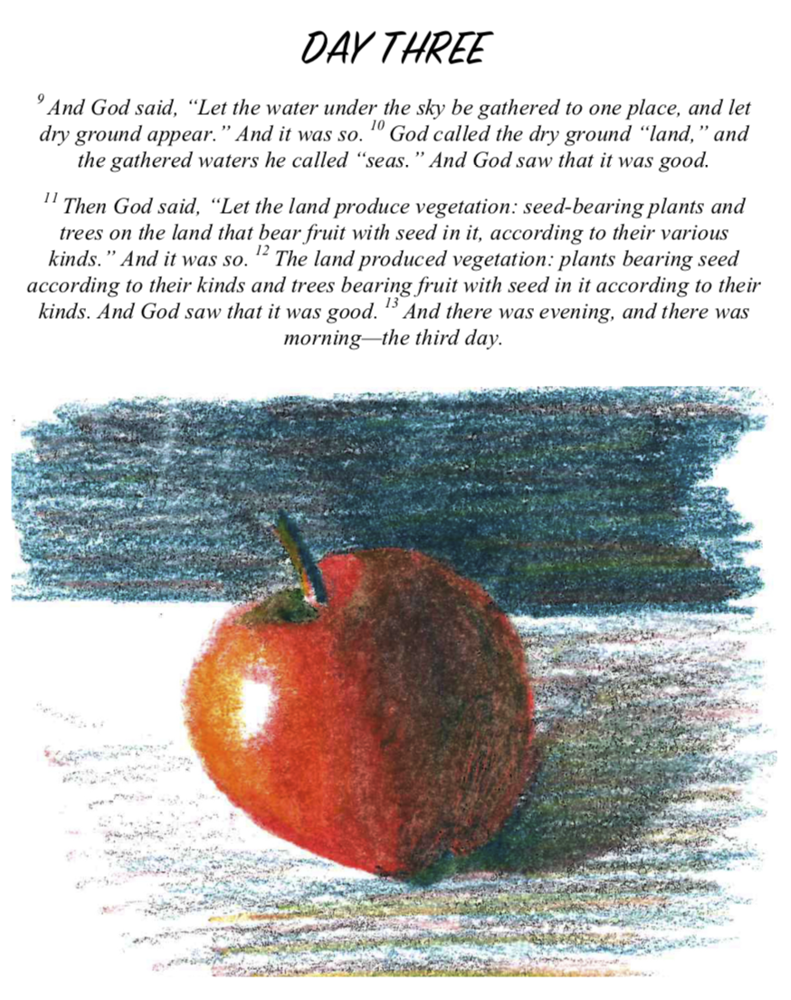 DAY THREE
9 And God said, “Let the water under the sky be gathered to one place, and let
dry ground appear.” And it was so. 10 God called the dry ground “land,” and
the gathered waters he called “seas.” And God saw that it was good.
11 Then God said, “Let the land produce vegetation: seed-bearing plants and
trees on the land that bear fruit with seed in it, according to their various
kinds.” And it was so. 12 The land produced vegetation: plants bearing seed
according to their kinds and trees bearing fruit with seed in it according to their
kinds. And God saw that it was good. 13 And there was evening, and there was
morning—the third day.